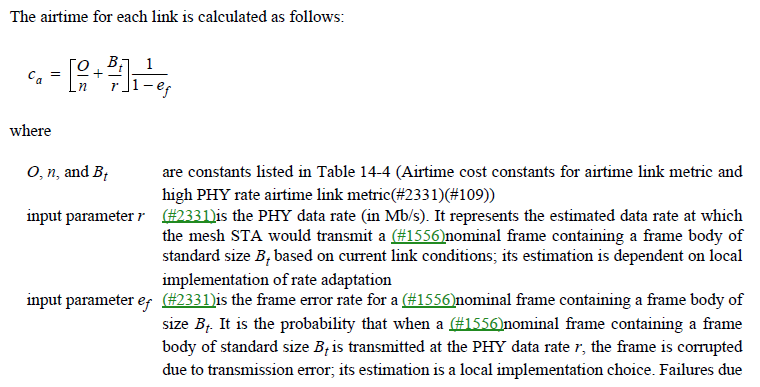 The airtime for each link is calculated as follows:
c_a = [O/n + B_t/r] 1/(1 – e_f)
where
O, n, and B_t are constants listed in Table 14-4 (Airtime cost constants for airtime link metric and
high PHY rate airtime link metric(#2331)(#109))
input parameter r (#2331)is the PHY data rate (in Mb/s). It represents the estimated data rate at which
the mesh STA would transmit a (#1556)nominal frame containing a frame body of
standard size B_t based on current link conditions; its estimation is dependent on local
implementation of rate adaptation
input parameter e_f (#2331)is the frame error rate for a (#1556)nominal frame containing a frame body of
size B_t. It is the probability that when a (#1556)nominal frame containing a frame
body of standard size B_t is transmitted at the PHY data rate r, the frame is corrupted
due to transmission error; its estimation is a local implementation choice. Failures due